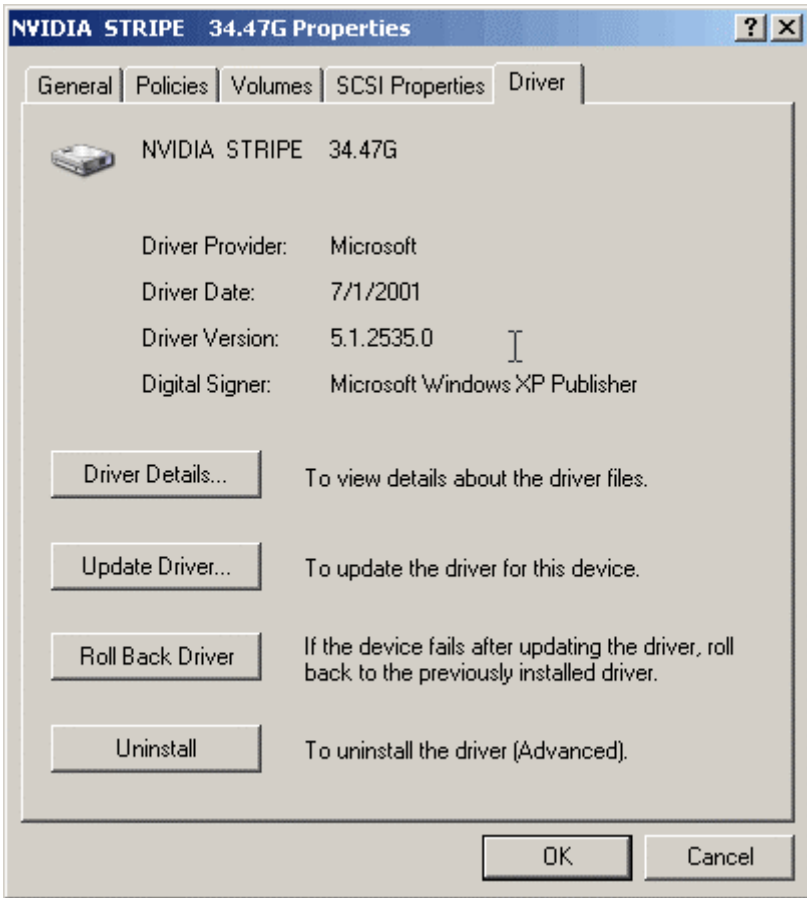 NVIDIA STRIPE 34.47G Properties
General Policies Volumes SCSI Properties Driver
NVIDIA STRIPE 34.47G
Driver Provider: Microsoft
Driver Date: 7/1/2001
Driver Version: 5.1.2535.0
Digital Signer: Microsoft Windows XP Publisher
Driver Details... To view details about the driver files.
Update Driver... To update the driver for this device.
Roll Back Driver If the device fails after updating the driver, roll
back to the previously installed driver.
Uninstall To uninstall the driver (Advanced).
OK Cancel